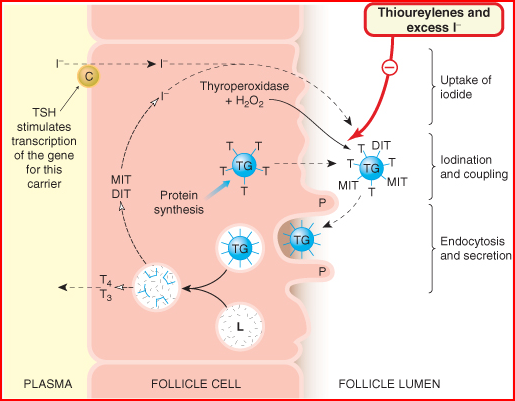 Thioureylenes and
excess I⁻
I⁻
I⁻
C
I⁻
Thyroperoxidase
+ H₂O₂
Uptake of
iodide
TSH
stimulates
transcription
of the gene
for this
carrier
T
DIT
T
T
TG
MIT
MIT
T
Iodination
and coupling
T
T
T
T
T
TG
T
Protein
synthesis
MIT
DIT
P
TG
TG
P
Endocytosis
and secretion
T₄
T₃
L
PLASMA
FOLLICLE CELL
FOLLICLE LUMEN